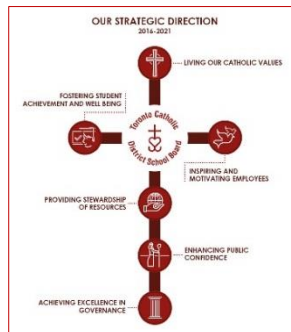 OUR STRATEGIC DIRECTION
2016-2021
LIVING OUR CATHOLIC VALUES
FOSTERING STUDENT
ACHIEVEMENT AND WELL BEING
Toronto Catholic
District School Board
INSPIRING AND
MOTIVATING EMPLOYEES
PROVIDING STEWARDSHIP
OF RESOURCES
ENHANCING PUBLIC
CONFIDENCE
ACHIEVING EXCELLENCE IN
GOVERNANCE